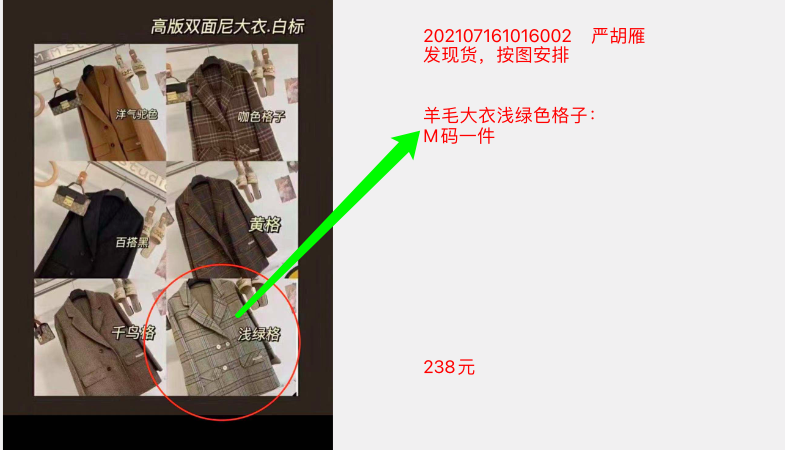 高版双面尼大衣.白标
洋气驼色
咖色格子
百搭黑
黄格
千鸟格
浅绿格
202107161016002 严胡雁
发现货，按图安排
羊毛大衣浅绿色格子：
M码一件
238元